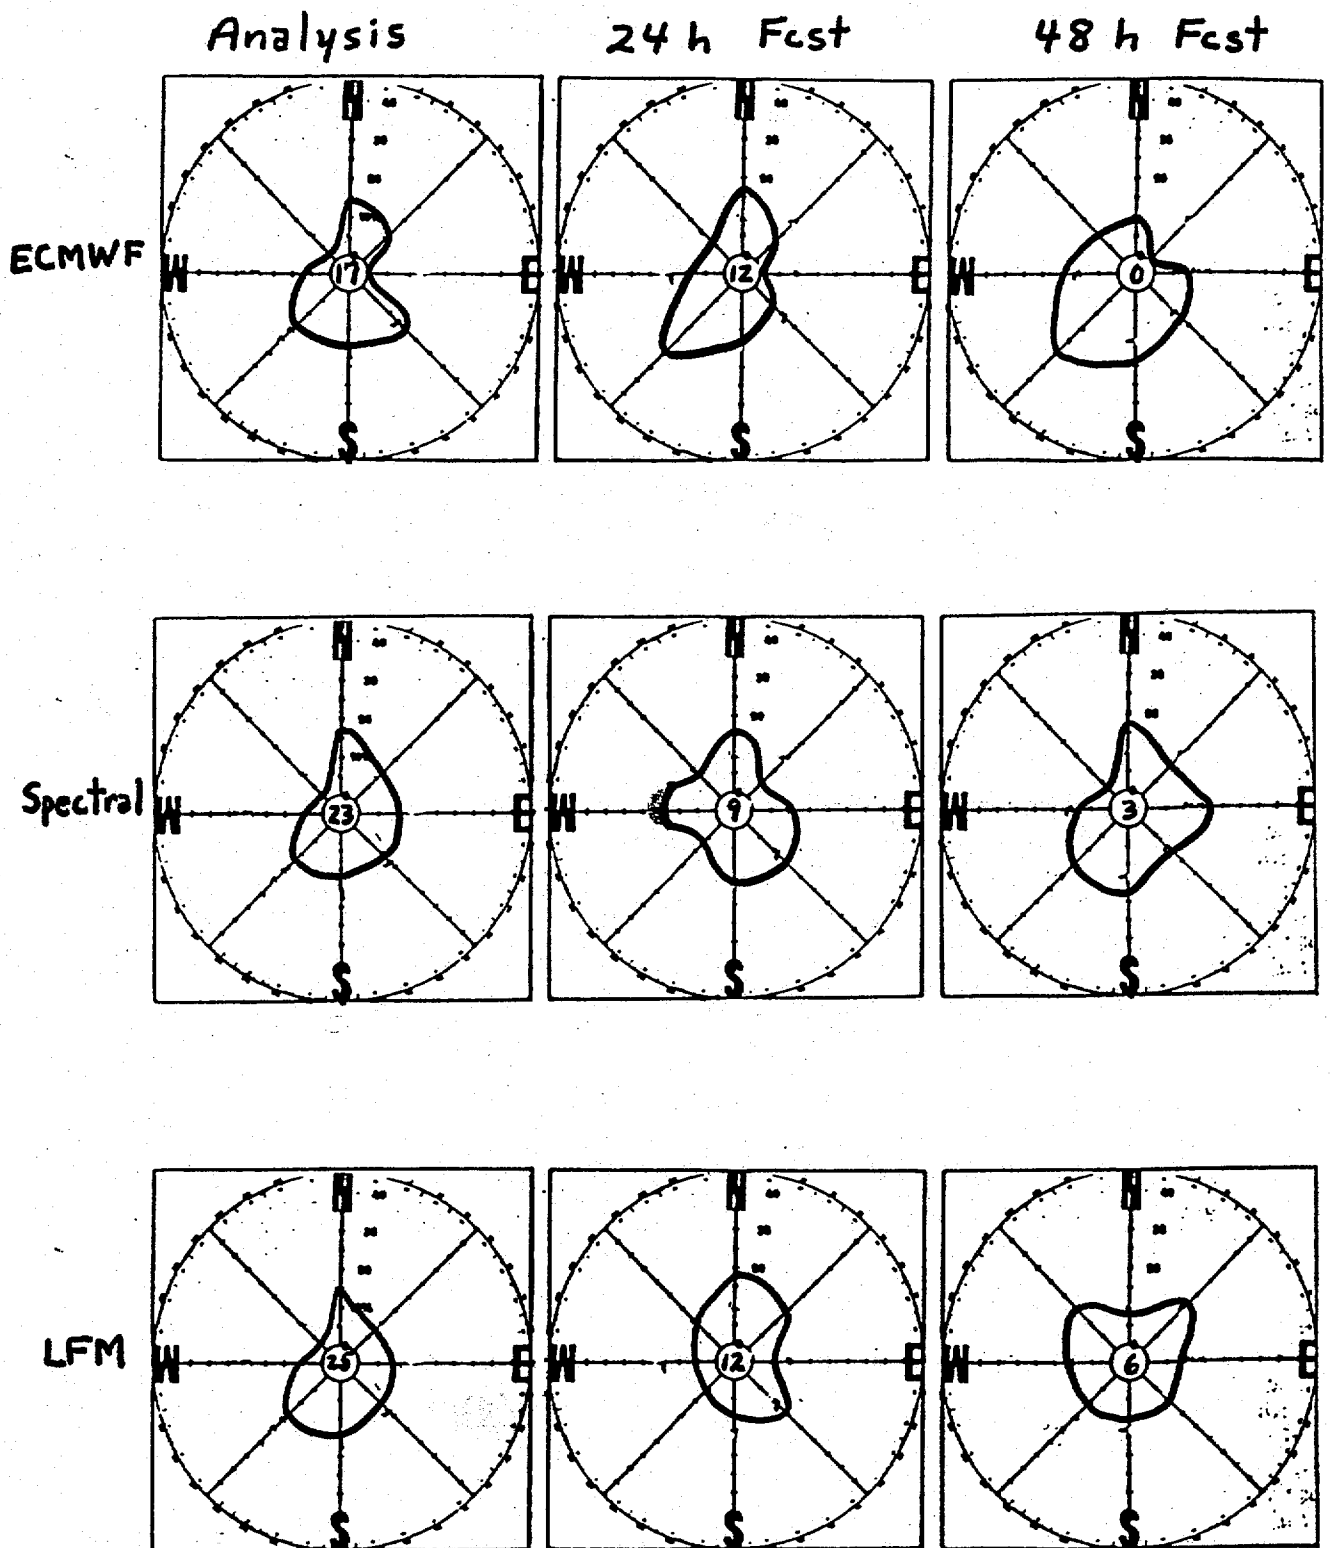 Analysis 24 h Fcst 48 h Fcst
N N N
ECMWF W 17 E W 12 E W 0 E
S S S
N N N
Spectral W 23 E W 9 E W 3 E
S S S
N N N
LFM W 25 E W 12 E W 6 E
S S S